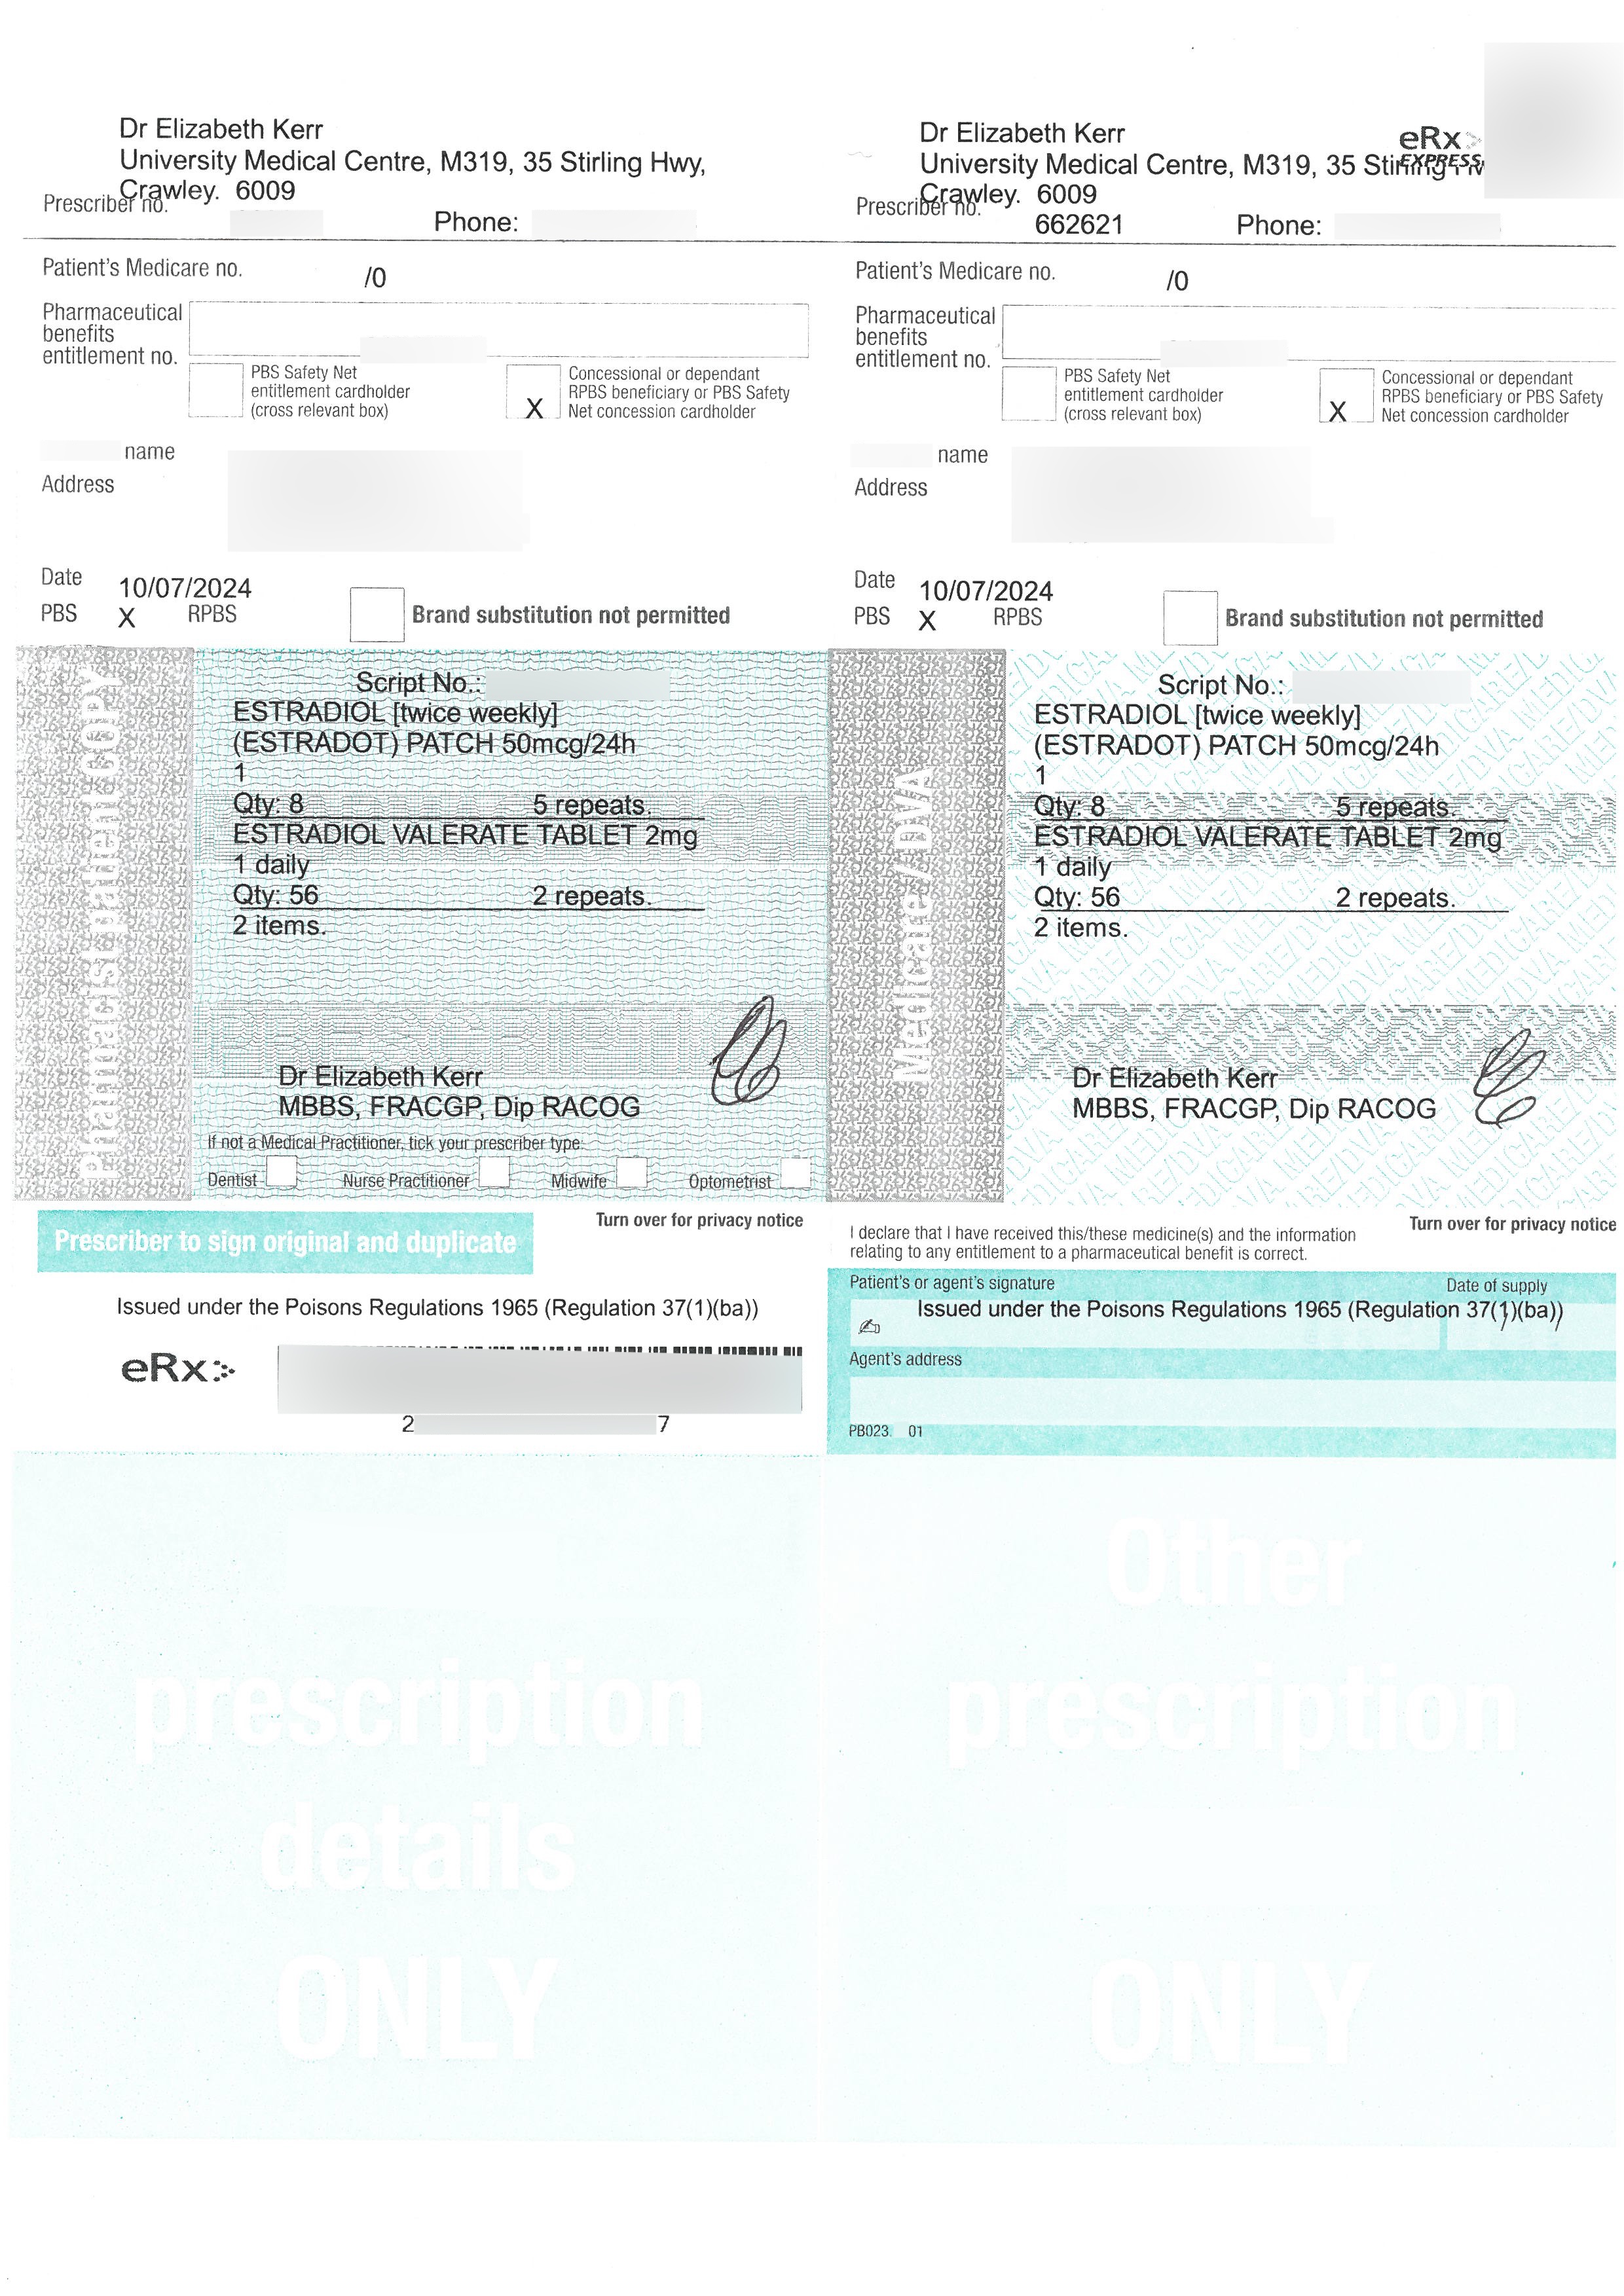 Dr Elizabeth Kerr
University Medical Centre, M319, 35 Stirling Hwy,
Crawley. 6009
Prescriber no.
Phone:
Patient's Medicare no.
/0
Pharmaceutical
benefits
entitlement no.
PBS Safety Net
entitlement cardholder
(cross relevant box)
X
Concessional or dependant
RPBS beneficiary or PBS Safety
Net concession cardholder
name
Address
Date
10/07/2024
PBS X RPBS
Brand substitution not permitted
Pharmacist/patient copy
Script No.:
ESTRADIOL [twice weekly]
(ESTRADOT) PATCH 50mcg/24h
1
Qty: 8 5 repeats.
ESTRADIOL VALERATE TABLET 2mg
1 daily
Qty: 56 2 repeats.
2 items.
Dr Elizabeth Kerr
MBBS, FRACGP, Dip RACOG
If not a Medical Practitioner, tick your prescriber type:
Dentist Nurse Practitioner Midwife Optometrist
Turn over for privacy notice
Prescriber to sign original and duplicate
Issued under the Poisons Regulations 1965 (Regulation 37(1)(ba))
eRx
2 7
prescription
details
ONLY
Dr Elizabeth Kerr
University Medical Centre, M319, 35 Stirling
Crawley. 6009
eRx
EXPRESS
Prescriber no.
662621
Phone:
Patient's Medicare no.
/0
Pharmaceutical
benefits
entitlement no.
PBS Safety Net
entitlement cardholder
(cross relevant box)
X
Concessional or dependant
RPBS beneficiary or PBS Safety
Net concession cardholder
name
Address
Date
10/07/2024
PBS X RPBS
Brand substitution not permitted
Medicare/DVA
Script No.:
ESTRADIOL [twice weekly]
(ESTRADOT) PATCH 50mcg/24h
1
Qty: 8 5 repeats.
ESTRADIOL VALERATE TABLET 2mg
1 daily
Qty: 56 2 repeats.
2 items.
Dr Elizabeth Kerr
MBBS, FRACGP, Dip RACOG
Turn over for privacy notice
I declare that I have received this/these medicine(s) and the information
relating to any entitlement to a pharmaceutical benefit is correct.
Patient's or agent's signature
Date of supply
Issued under the Poisons Regulations 1965 (Regulation 37(1)(ba))
/ /
Agent's address
PB023. 01
Other
prescription
ONLY